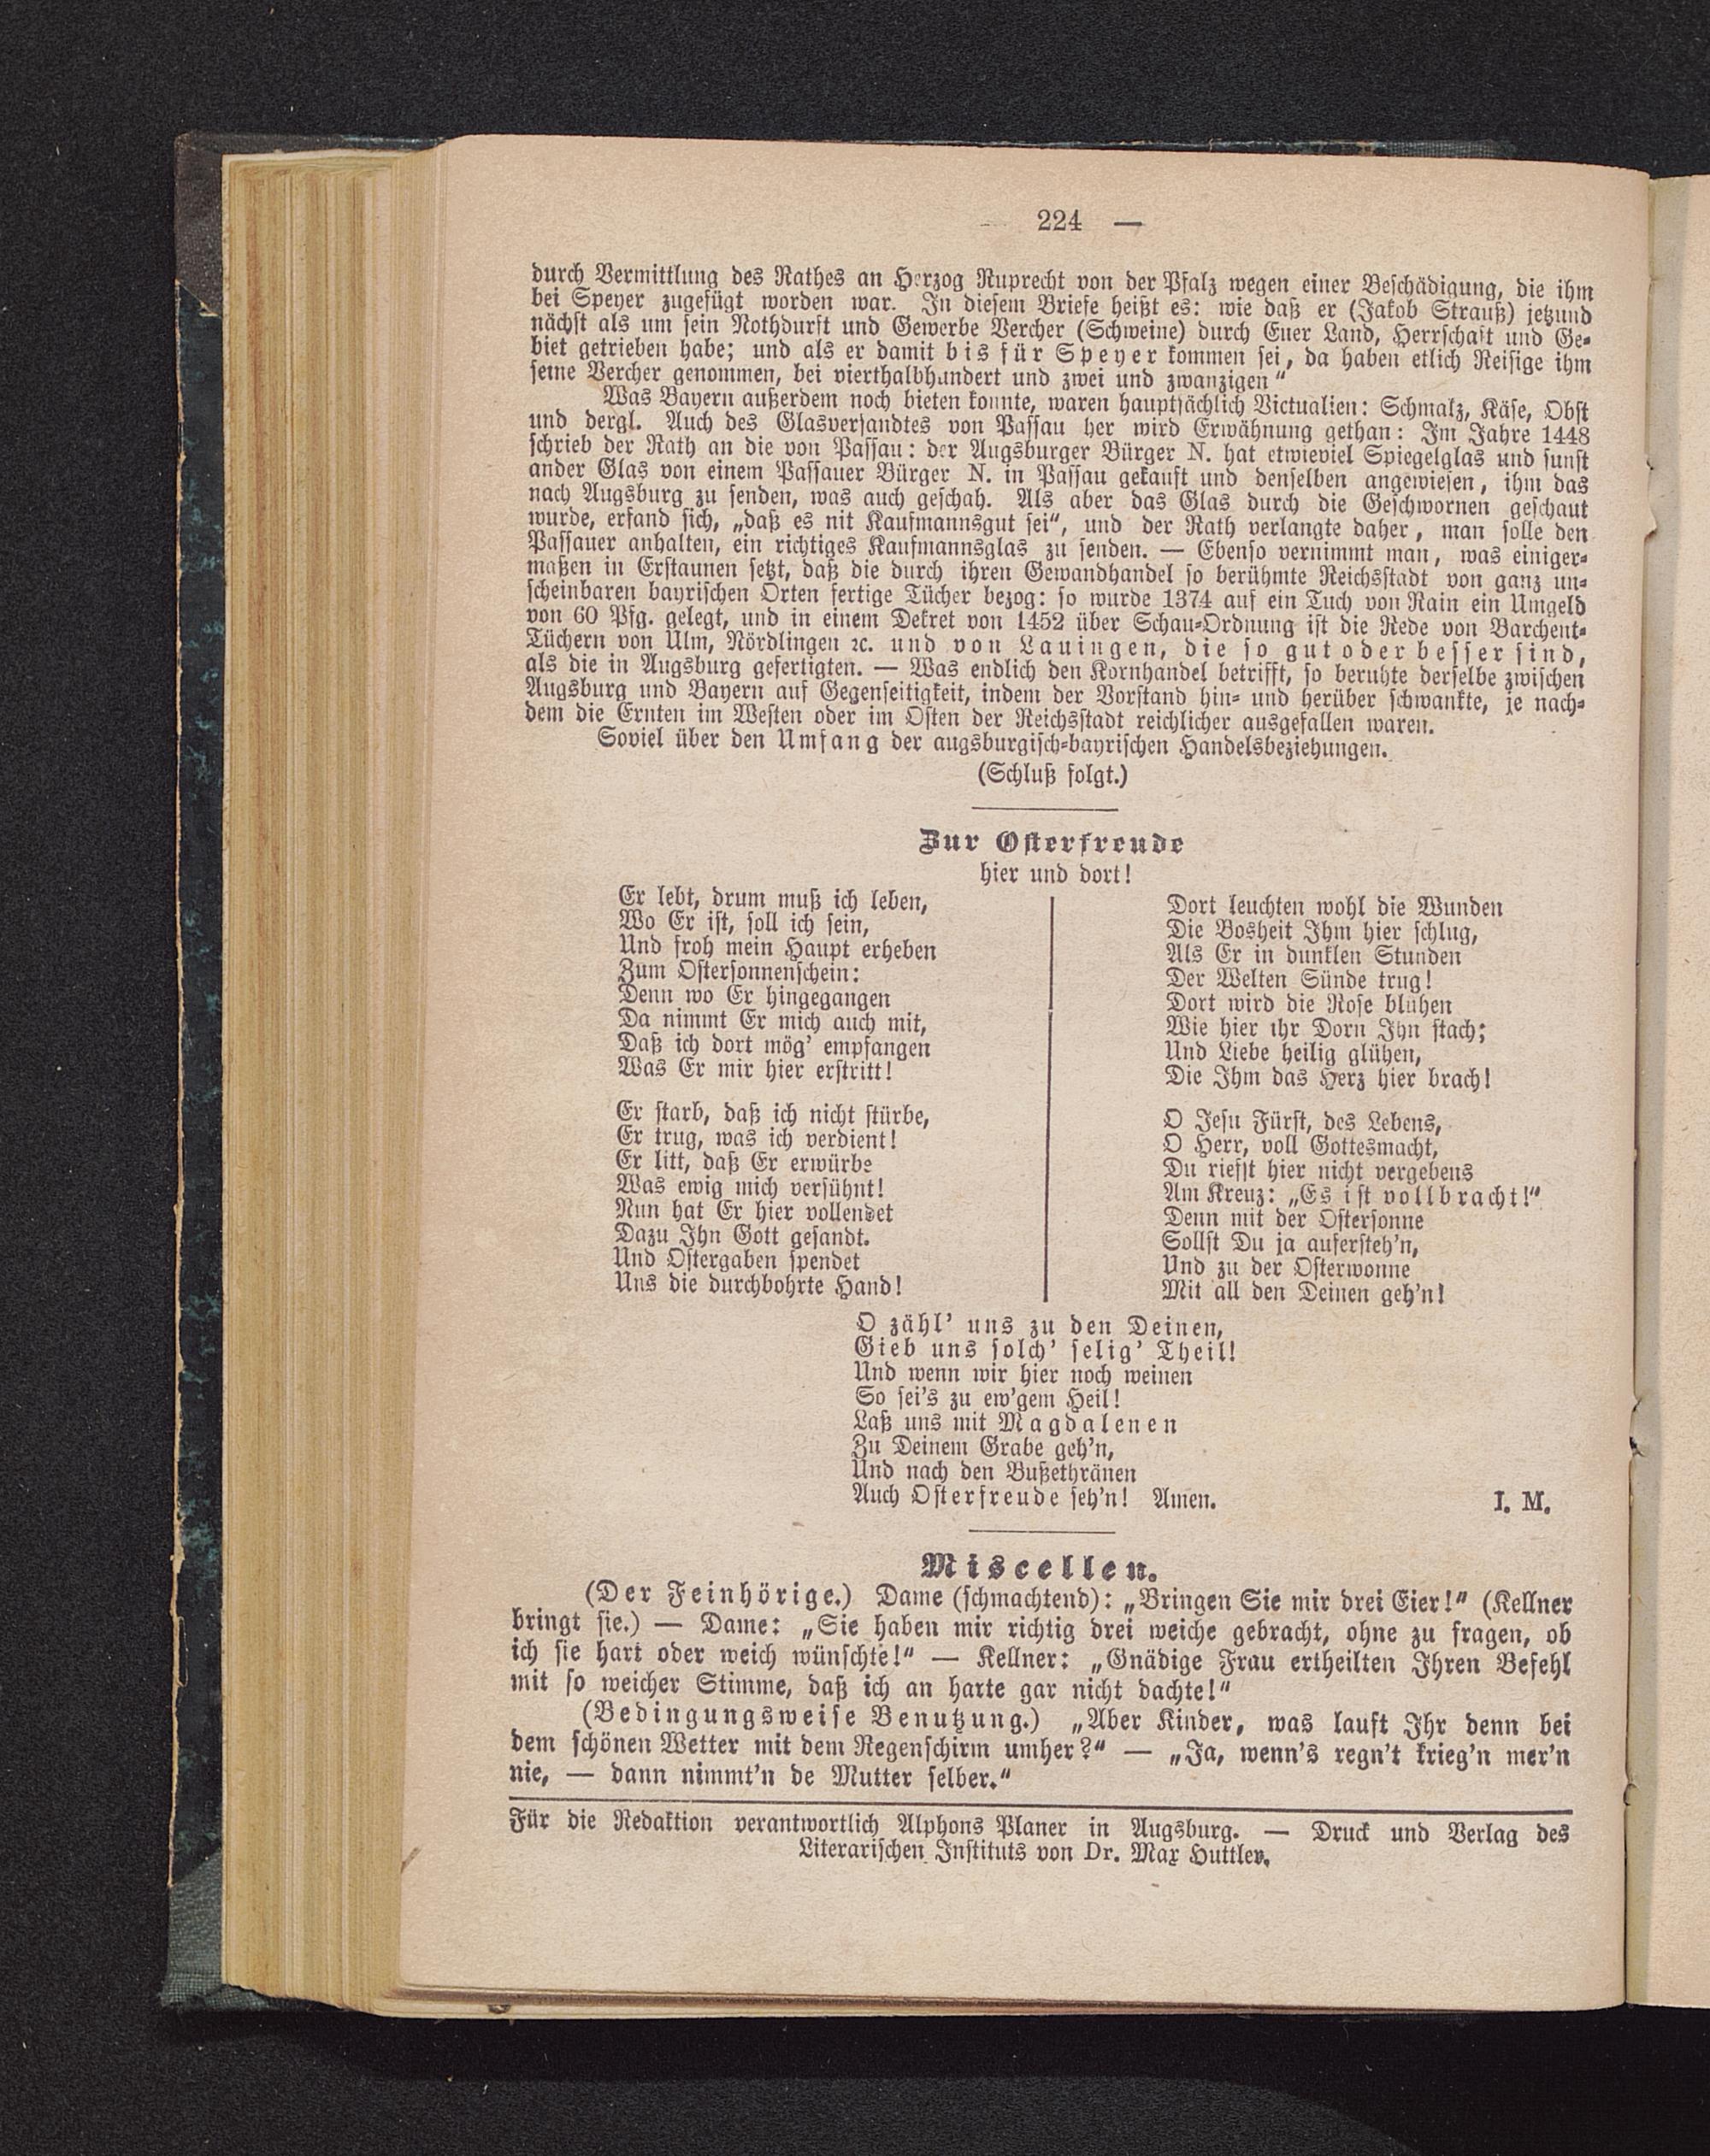 224 —
durch Vermittlung des Rathes an Herzog Ruprecht von der Pfalz wegen einer Beschädigung, die ihm
bei Speyer zugefügt worden war. In diesem Briefe heißt es: wie daß er (Jakob Strauß) jetzund
nächst als um sein Nothdurft und Gewerbe Vercher (Schweine) durch Euer Land, Herrschaft und Ge-
biet getrieben habe; und als er damit bis für Speyer kommen sei, da haben etlich Reisige ihm
seine Vercher genommen, bei vierthalbhundert und zwei und zwanzigen“
Was Bayern außerdem noch bieten konnte, waren hauptsächlich Victualien: Schmalz, Käse, Obst
und dergl. Auch des Glasversandtes von Passau her wird Erwähnung gethan: Im Jahre 1448
schrieb der Rath an die von Passau: der Augsburger Bürger N. hat etwieviel Spiegelglas und sunst
ander Glas von einem Passauer Bürger N. in Passau gekauft und denselben angewiesen, ihm das
nach Augsburg zu senden, was auch geschah. Als aber das Glas durch die Geschwornen geschaut
wurde, erfand sich, „daß es nit Kaufmannsgut sei“, und der Rath verlangte daher, man solle den
Passauer anhalten, ein richtiges Kaufmannsglas zu senden. — Ebenso vernimmt man, was einiger-
maßen in Erstaunen setzt, daß die durch ihren Gewandhandel so berühmte Reichsstadt von ganz un-
scheinbaren bayrischen Orten fertige Tücher bezog: so wurde 1374 auf ein Tuch von Rain ein Umgeld
von 60 Pfg. gelegt, und in einem Dekret von 1452 über Schau-Ordnung ist die Rede von Barchent-
Tüchern von Ulm, Nördlingen ꝛc. und von Lauingen, die so gut oder besser sind,
als die in Augsburg gefertigten. — Was endlich den Kornhandel betrifft, so beruhte derselbe zwischen
Augsburg und Bayern auf Gegenseitigkeit, indem der Vorstand hin- und herüber schwankte, je nach-
dem die Ernten im Westen oder im Osten der Reichsstadt reichlicher ausgefallen waren.
Soviel über den Umfang der augsburgisch-bayrischen Handelsbeziehungen.
(Schluß folgt.)
Zur Osterfreude
hier und dort!
Er lebt, drum muß ich leben,
Wo Er ist, soll ich sein,
Und froh mein Haupt erheben
Zum Ostersonnenschein:
Denn wo Er hingegangen
Da nimmt Er mich auch mit,
Daß ich dort mög' empfangen
Was Er mir hier erstritt!
Er starb, daß ich nicht stürbe,
Er trug, was ich verdient!
Er litt, daß Er erwürbe
Was ewig mich versühnt!
Nun hat Er hier vollendet
Dazu Ihn Gott gesandt.
Und Ostergaben spendet
Uns die durchbohrte Hand!
Dort leuchten wohl die Wunden
Die Bosheit Ihm hier schlug,
Als Er in dunklen Stunden
Der Welten Sünde trug!
Dort wird die Rose blühen
Wie hier ihr Dorn Ihn stach;
Und Liebe heilig glühen,
Die Ihm das Herz hier brach!
O Jesu Fürst, des Lebens,
O Herr, voll Gottesmacht,
Du riefst hier nicht vergebens
Am Kreuz: „Es ist vollbracht!“
Denn mit der Ostersonne
Sollst Du ja aufersteh'n,
Und zu der Osterwonne
Mit all den Deinen geh'n!
O zähl' uns zu den Deinen,
Gieb uns solch' selig' Theil!
Und wenn wir hier noch weinen
So sei's zu ew'gem Heil!
Laß uns mit Magdalenen
Zu Deinem Grabe geh'n,
Und nach den Bußethränen
Auch Osterfreude seh'n! Amen.
I. M.
Miscellen.
(Der Feinhörige.) Dame (schmachtend): „Bringen Sie mir drei Eier!“ (Kellner
bringt sie.) — Dame: „Sie haben mir richtig drei weiche gebracht, ohne zu fragen, ob
ich sie hart oder weich wünschte!“ — Kellner: „Gnädige Frau ertheilten Ihren Befehl
mit so weicher Stimme, daß ich an harte gar nicht dachte!“
(Bedingungsweise Benutzung.) „Aber Kinder, was lauft Ihr denn bei
dem schönen Wetter mit dem Regenschirm umher?“ — „Ja, wenn's regn't krieg'n mer'n
nie, — dann nimmt'n de Mutter selber.“
Für die Redaktion verantwortlich Alphons Planer in Augsburg. — Druck und Verlag des
Literarischen Instituts von Dr. Max Huttler.